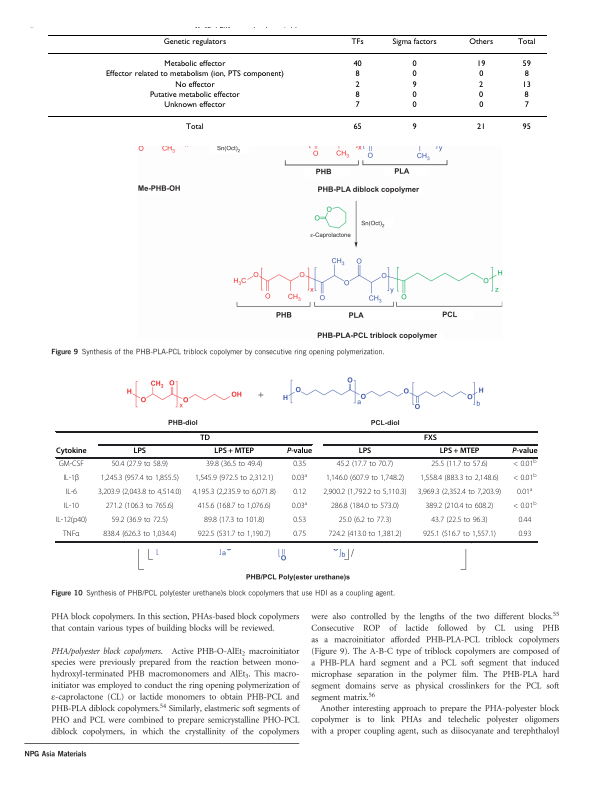 Genetic regulators TFs Sigma factors Others Total
Metabolic effector 40 0 19 59
Effector related to metabolism (ion, PTS component) 8 0 0 8
No effector 2 9 2 13
Putative metabolic effector 8 0 0 8
Unknown effector 7 0 0 7
Total 65 9 21 95
O CH3 Sn(Oct)2 O CH3 O CH3 y
PHB PLA
Me-PHB-OH PHB-PLA diblock copolymer
O O Sn(Oct)2
ε-Caprolactone
CH3 O
H3C O O x O O y O H z
O CH3 O CH3 O
PHB PLA PCL
PHB-PLA-PCL triblock copolymer
Figure 9 Synthesis of the PHB-PLA-PCL triblock copolymer by consecutive ring opening polymerization.
CH3 O
H O x O OH + H O O a O O O b H
PHB-diol PCL-diol
TD FXS
Cytokine LPS LPS + MTEP P-value LPS LPS + MTEP P-value
GM-CSF 50.4 (27.9 to 58.9) 39.8 (36.5 to 49.4) 0.35 45.2 (17.7 to 70.7) 25.5 (11.7 to 57.6) < 0.01b
IL-1β 1,245.3 (957.4 to 1,855.5) 1,545.9 (972.5 to 2,312.1) 0.03a 1,146.0 (607.9 to 1,748.2) 1,558.4 (883.3 to 2,148.6) < 0.01b
IL-6 3,203.9 (2,043.8 to 4,514.0) 4,195.3 (2,235.9 to 6,071.8) 0.12 2,900.2 (1,792.2 to 5,110.3) 3,969.3 (2,352.4 to 7,203.9) 0.01a
IL-10 271.2 (106.3 to 765.6) 415.6 (168.7 to 1,076.6) 0.03a 286.8 (184.0 to 573.0) 389.2 (210.4 to 608.2) < 0.01b
IL-12(p40) 59.2 (36.9 to 72.5) 89.8 (17.3 to 101.8) 0.53 25.0 (6.2 to 77.3) 43.7 (22.5 to 96.3) 0.44
TNFα 838.4 (626.3 to 1,034.4) 922.5 (531.7 to 1,190.7) 0.75 724.2 (413.0 to 1,381.2) 925.1 (516.7 to 1,557.1) 0.93
a O b
PHB/PCL Poly(ester urethane)s
Figure 10 Synthesis of PHB/PCL poly(ester urethane)s block copolymers that use HDI as a coupling agent.
PHA block copolymers. In this section, PHAs-based block copolymers
that contain various types of building blocks will be reviewed.
PHA/polyester block copolymers. Active PHB-O-AlEt2 macroinitiator
species were previously prepared from the reaction between mono-
hydroxyl-terminated PHB macromonomers and AlEt3. This macro-
initiator was employed to conduct the ring opening polymerization of
ε-caprolactone (CL) or lactide monomers to obtain PHB-PCL and
PHB-PLA diblock copolymers.54 Similarly, elastmeric soft segments of
PHO and PCL were combined to prepare semicrystalline PHO-PCL
diblock copolymers, in which the crystallinity of the copolymers
were also controlled by the lengths of the two different blocks.55
Consecutive ROP of lactide followed by CL using PHB
as a macroinitiator afforded PHB-PLA-PCL triblock copolymers
(Figure 9). The A-B-C type of triblock copolymers are composed of
a PHB-PLA hard segment and a PCL soft segment that induced
microphase separation in the polymer film. The PHB-PLA hard
segment domains serve as physical crosslinkers for the PCL soft
segment matrix.56
Another interesting approach to prepare the PHA-polyester block
copolymer is to link PHAs and telechelic polyester oligomers
with a proper coupling agent, such as diisocyanate and terephthaloyl
NPG Asia Materials